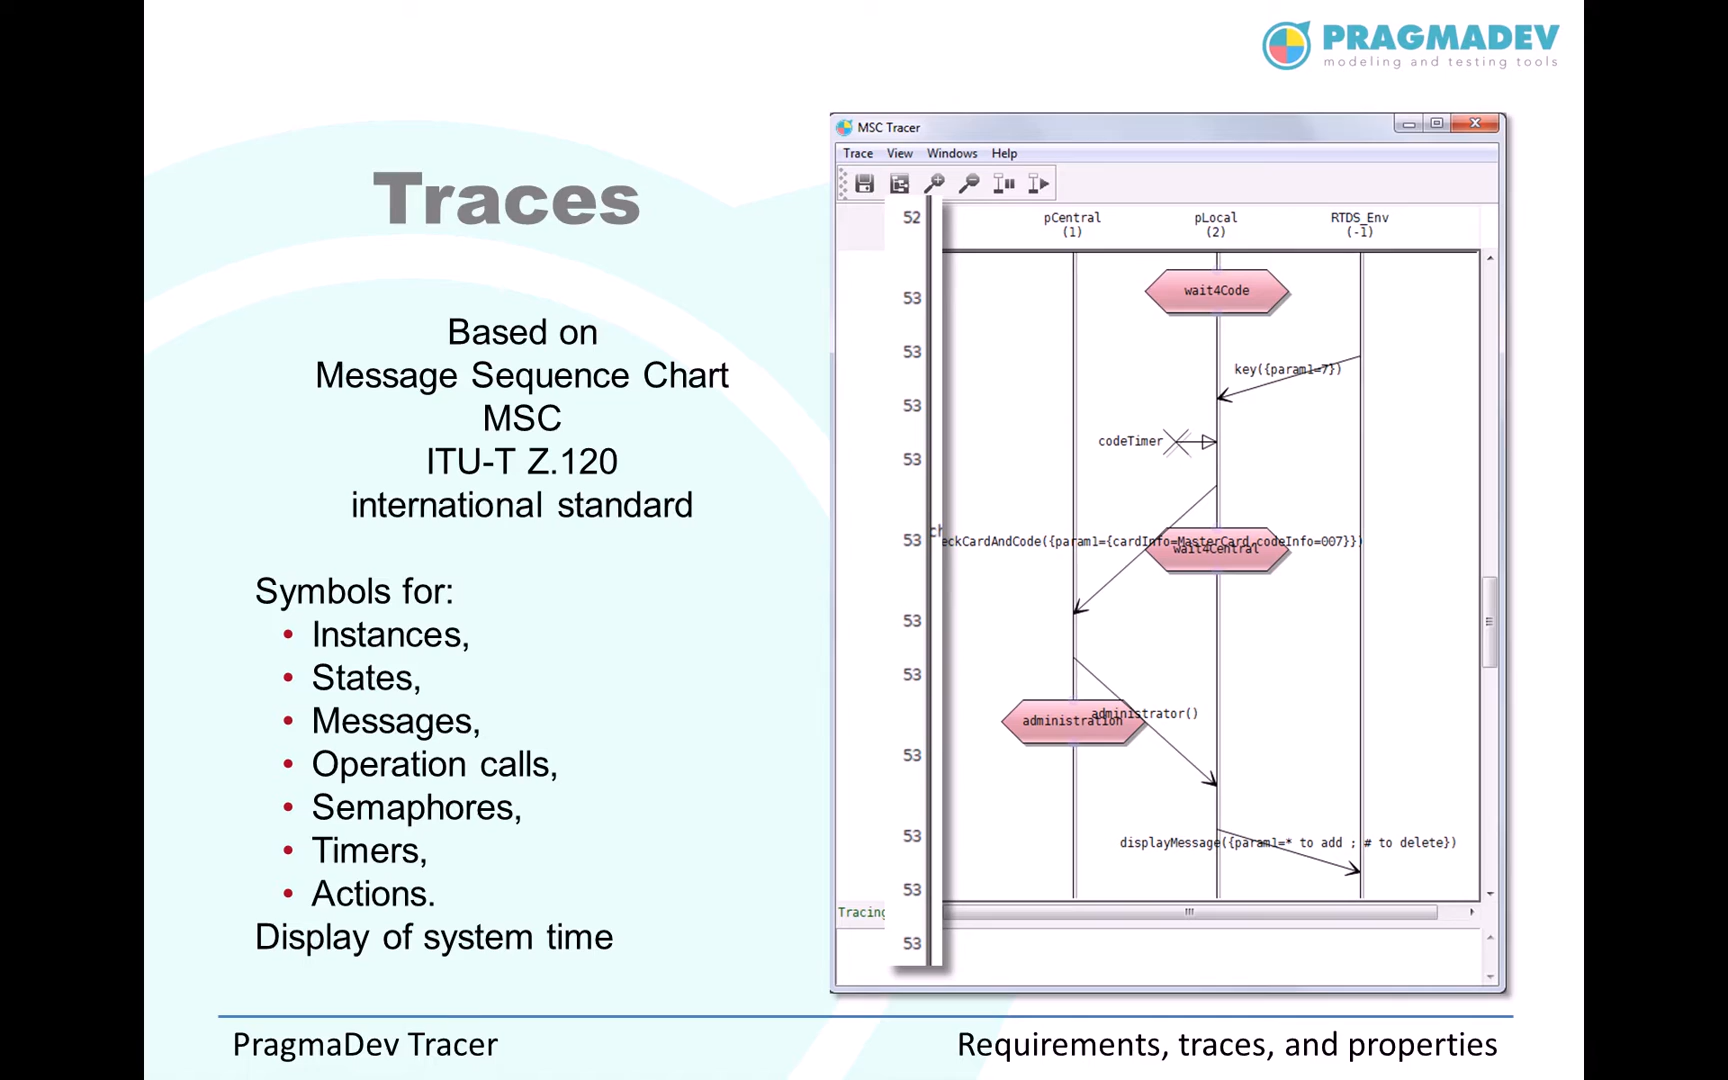 PRAGMADEV
modeling and testing tools
Traces
Based on
Message Sequence Chart
MSC
ITU-T Z.120
international standard
Symbols for:
• Instances,
• States,
• Messages,
• Operation calls,
• Semaphores,
• Timers,
• Actions.
Display of system time
MSC Tracer
Trace View Windows Help
52
pCentral
(1)
pLocal
(2)
RTDS_Env
(-1)
wait4Code
53
53
key({param1=7})
53
codeTimer
53
53
eckCardAndCode({param1={cardInfo=MasterCard,codeInfo=007}})
wait4Central
53
53
administrator()
administration
53
53
displayMessage({param1=* to add ; # to delete})
53
Tracing
53
PragmaDev Tracer
Requirements, traces, and properties